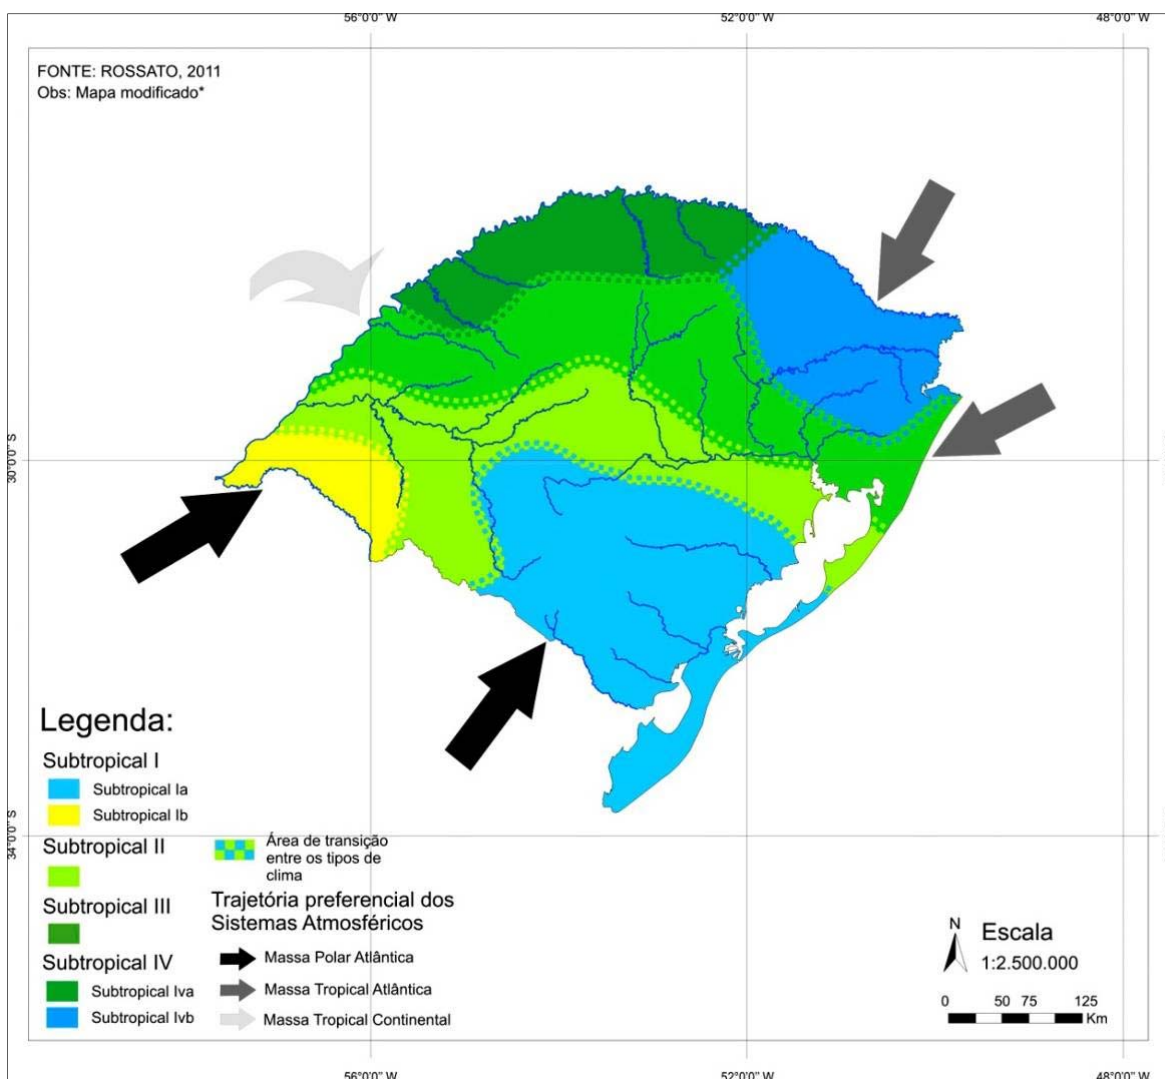 56°0'0" W
52°0'0" W
48°0'0" W
FONTE: ROSSATO, 2011
Obs: Mapa modificado*
30°0'0" S
34°0'0" S
Legenda:
Subtropical I
Subtropical Ia
Subtropical Ib
Subtropical II
Subtropical III
Subtropical IV
Subtropical Iva
Subtropical Ivb
Área de transição
entre os tipos de
clima
Trajetória preferencial dos
Sistemas Atmosféricos
Massa Polar Atlântica
Massa Tropical Atlântica
Massa Tropical Continental
N
Escala
1:2.500.000
0 50 75 125
Km
56°0'0" W
52°0'0" W
48°0'0" W